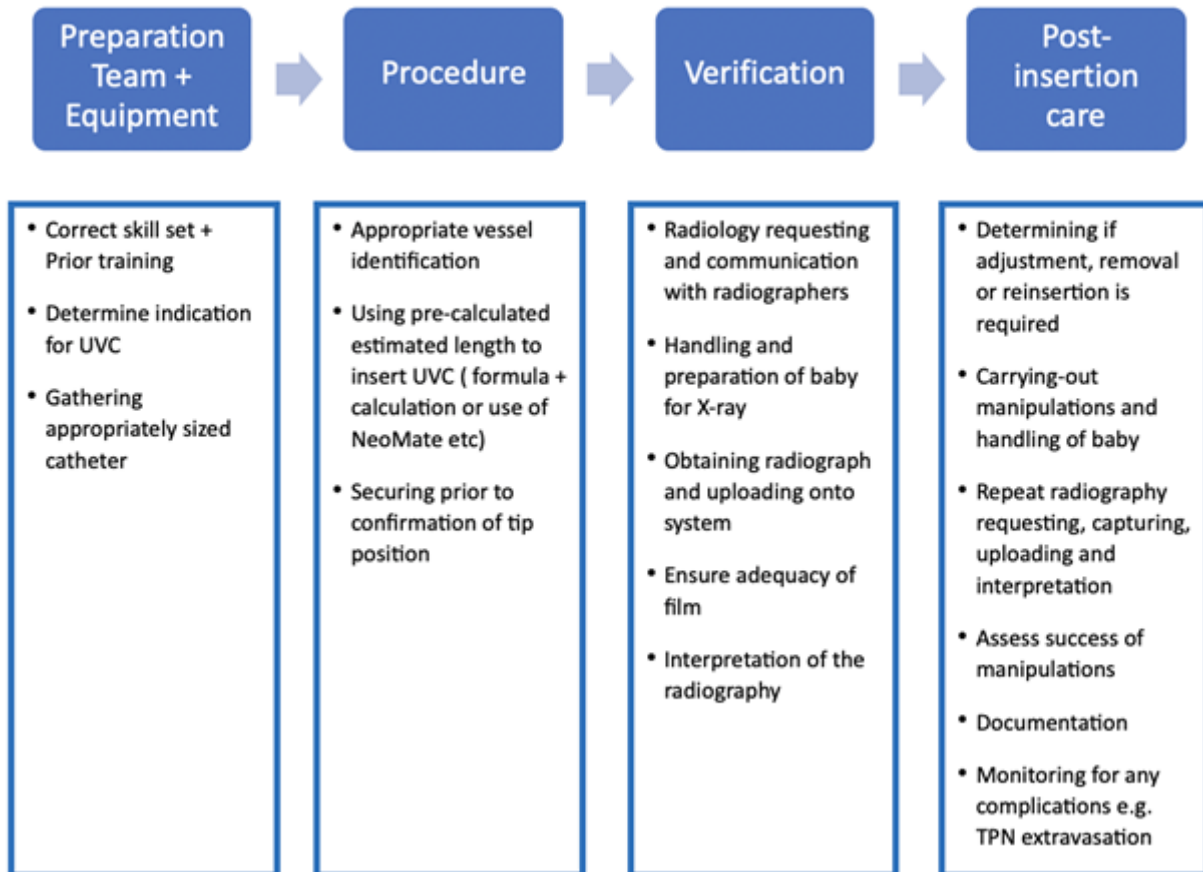 Preparation
Team +
Equipment
Procedure
Verification
Post-
insertion
care
• Correct skill set +
Prior training
• Determine indication
for UVC
• Gathering
appropriately sized
catheter
• Appropriate vessel
identification
• Using pre-calculated
estimated length to
insert UVC ( formula +
calculation or use of
NeoMate etc)
• Securing prior to
confirmation of tip
position
• Radiology requesting
and communication
with radiographers
• Handling and
preparation of baby
for X-ray
• Obtaining radiograph
and uploading onto
system
• Ensure adequacy of
film
• Interpretation of the
radiography
• Determining if
adjustment, removal
or reinsertion is
required
• Carrying-out
manipulations and
handling of baby
• Repeat radiography
requesting, capturing,
uploading and
interpretation
• Assess success of
manipulations
• Documentation
• Monitoring for any
complications e.g.
TPN extravasation